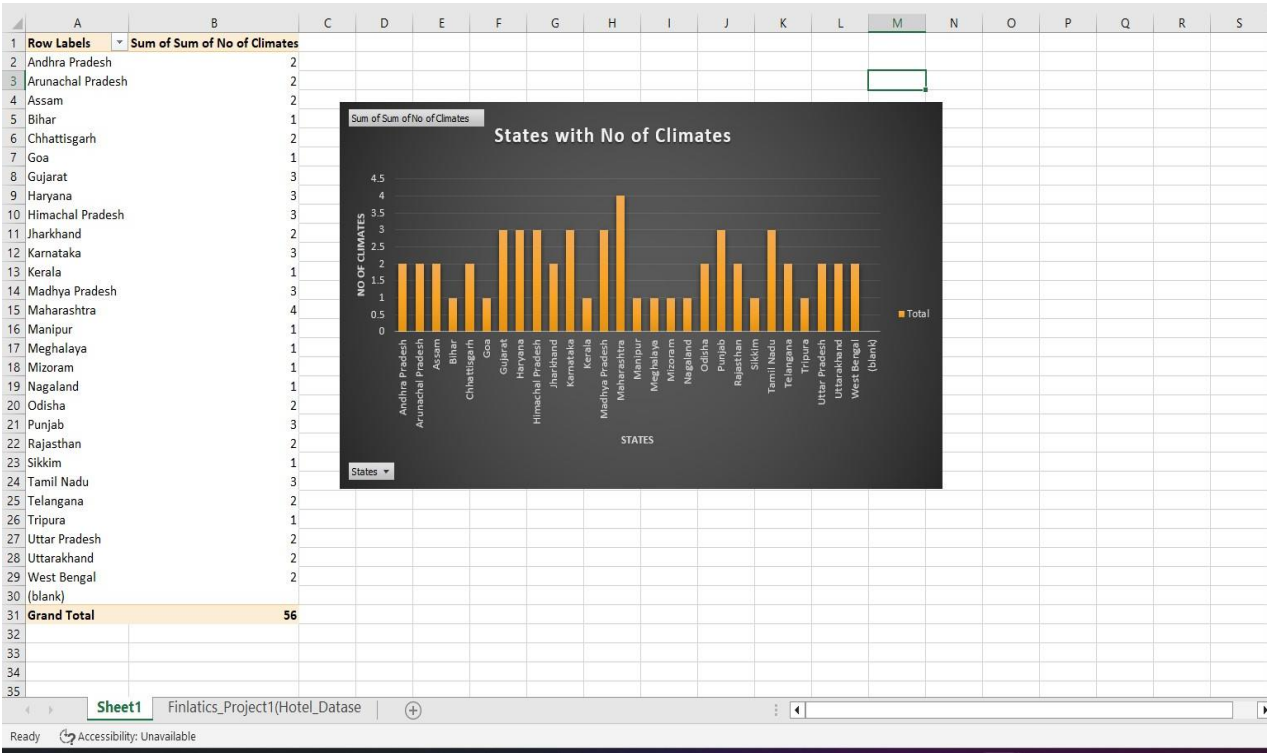 A B C D E F G H I J K L M N O P Q R S
1 Row Labels Sum of Sum of No of Climates
2 Andhra Pradesh 2
3 Arunachal Pradesh 2
4 Assam 2
5 Bihar 1
6 Chhattisgarh 2
7 Goa 1
8 Gujarat 3
9 Haryana 3
10 Himachal Pradesh 3
11 Jharkhand 2
12 Karnataka 3
13 Kerala 1
14 Madhya Pradesh 3
15 Maharashtra 4
16 Manipur 1
17 Meghalaya 1
18 Mizoram 1
19 Nagaland 1
20 Odisha 2
21 Punjab 3
22 Rajasthan 2
23 Sikkim 1
24 Tamil Nadu 3
25 Telangana 2
26 Tripura 1
27 Uttar Pradesh 2
28 Uttarakhand 2
29 West Bengal 2
30 (blank)
31 Grand Total 56
32
33
34
35
Sum of Sum of No of Climates
States with No of Climates
NO OF CLIMATES
4.5
4
3.5
3
2.5
2
1.5
1
0.5
0
Andhra Pradesh
Arunachal Pradesh
Assam
Bihar
Chhattisgarh
Goa
Gujarat
Haryana
Himachal Pradesh
Jharkhand
Karnataka
Kerala
Madhya Pradesh
Maharashtra
Manipur
Meghalaya
Mizoram
Nagaland
Odisha
Punjab
Rajasthan
Sikkim
Tamil Nadu
Telangana
Tripura
Uttar Pradesh
Uttarakhand
West Bengal
(blank)
Total
STATES
States
Sheet1 Finlatics_Project1(Hotel_Datase
Ready Accessibility: Unavailable